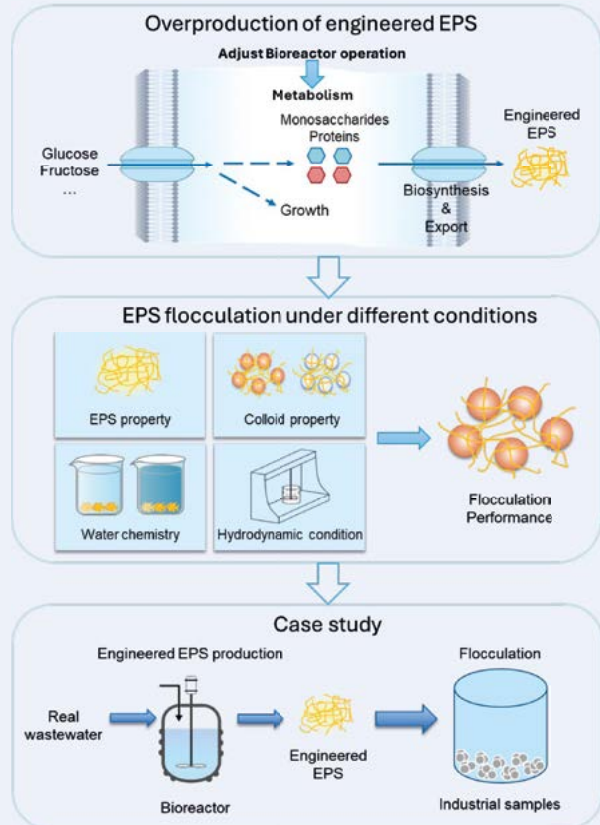 Overproduction of engineered EPS
Adjust Bioreactor operation
Metabolism
Monosaccharides
Proteins
Engineered
EPS
Glucose
Fructose
...
Growth
Biosynthesis
&
Export
EPS flocculation under different conditions
EPS property
Colloid property
Water chemistry
Hydrodynamic condition
Flocculation
Performance
Case study
Engineered EPS production
Flocculation
Real
wastewater
Engineered
EPS
Bioreactor
Industrial samples